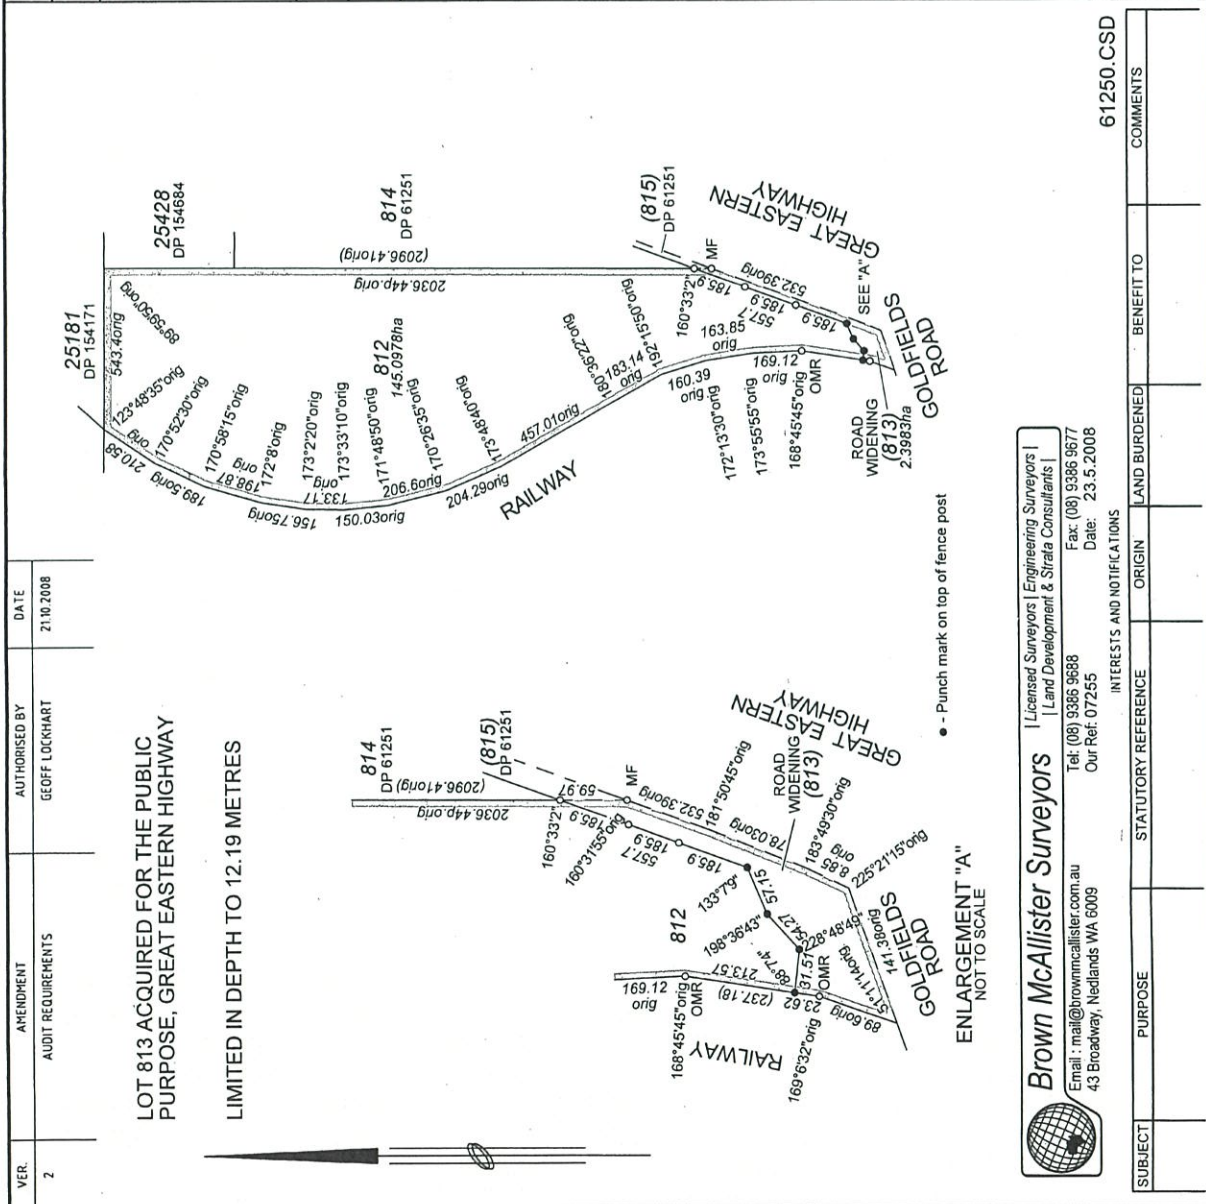 VER.
AMENDMENT
AUTHORISED BY
DATE
2
AUDIT REQUIREMENTS
GEOFF LOCKHART
21.10.2008
LOT 813 ACQUIRED FOR THE PUBLIC
PURPOSE, GREAT EASTERN HIGHWAY
LIMITED IN DEPTH TO 12.19 METRES
25181
DP 154171
25428
DP 154684
543.4orig
89°59'50"orig
123°48'35"orig
210.58
orig
170°52'30"orig
189.5orig
170°58'15"orig
198.87
orig
172°8'orig
156.75orig
173°2'20"orig
133.17
orig
173°33'10"orig
150.03orig
171°48'50"orig
206.6orig
812
145.0978ha
170°26'35"orig
204.29orig
173°48'40"orig
457.01orig
RAILWAY
180°36'22"orig
183.14
orig
192°15'50"orig
2036.44p.orig
(2096.41orig)
814
DP 61251
(815)
DP 61251
160°33'2"
MF
GREAT EASTERN
HIGHWAY
185.9
185.9
557.7
185.9
532.39orig
163.85
orig
160.39
orig
172°13'30"orig
169.12
orig
173°55'55"orig
168°45'45"orig
OMR
SEE "A"
ROAD
WIDENING
(813)
2.3983ha
GOLDFIELDS
ROAD
814
DP 61251
(2096.41orig)
2036.44p.orig
(815)
DP 61251
59.97
MF
160°33'2"
185.9
160°31'55"orig
185.9
557.7
185.9
532.39orig
GREAT EASTERN
HIGHWAY
181°50'45"orig
78.03orig
ROAD
WIDENING
(813)
183°49'30"orig
8.85
orig
225°21'15"orig
133°7'9"
57.15
198°36'43"
54.27
228°48'49"
812
88°7'4"
31.51
213.57
(237.18)
169.12
orig
168°45'45"orig
OMR
RAILWAY
23.62
OMR
169°6'32"orig
89.6orig
51°11'14orig
141.38orig
GOLDFIELDS
ROAD
ENLARGEMENT "A"
NOT TO SCALE
● - Punch mark on top of fence post
Brown McAllister Surveyors
| Licensed Surveyors | Engineering Surveyors |
| Land Development & Strata Consultants |
Email : mail@brownmcallister.com.au
Tel: (08) 9386 9688
Fax: (08) 9386 9677
43 Broadway, Nedlands WA 6009
Our Ref: 07255
Date: 23.5.2008
61250.CSD
INTERESTS AND NOTIFICATIONS
SUBJECT
PURPOSE
STATUTORY REFERENCE
ORIGIN
LAND BURDENED
BENEFIT TO
COMMENTS